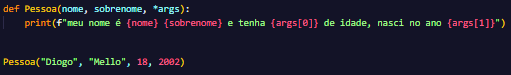 def Pessoa(nome, sobrenome, *args):
    print(f"meu nome é {nome} {sobrenome} e tenha {args[0]} de idade, nasci no ano {args[1]}")
Pessoa("Diogo", "Mello", 18, 2002)